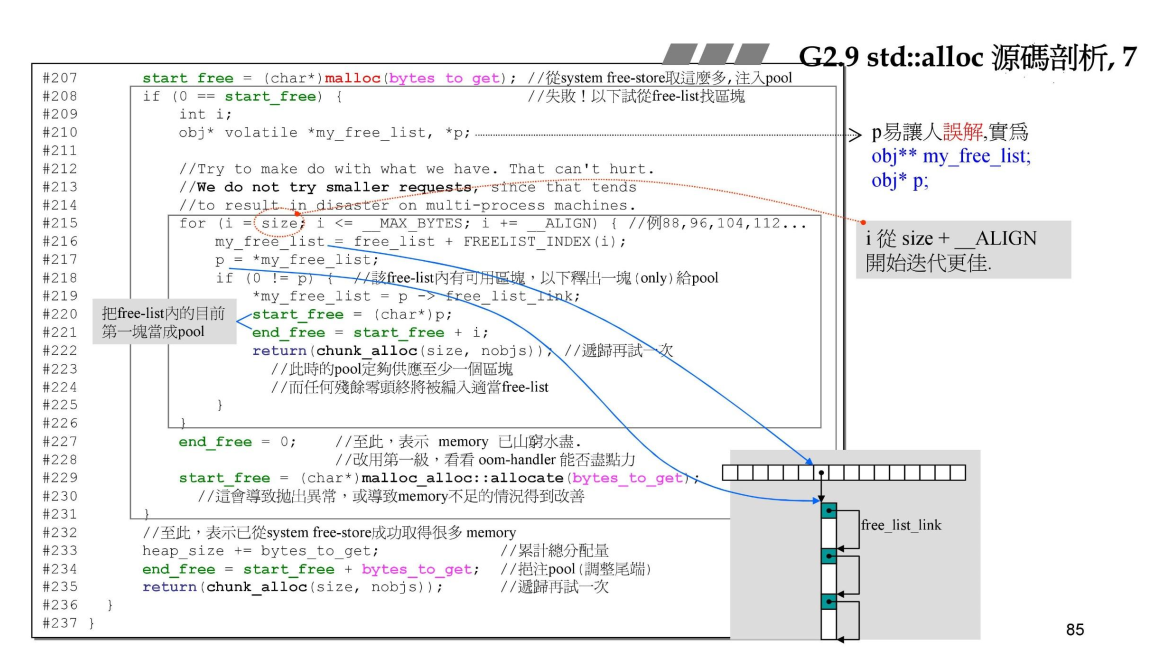 G2.9 std::alloc 源碼剖析, 7
#207 start_free = (char*)malloc(bytes_to_get); //從system free-store取這麼多,注入pool
#208 if (0 == start_free) { //失敗！以下試從free-list找區塊
#209 int i;
#210 obj* volatile *my_free_list, *p;
p易讓人誤解,實爲
obj** my_free_list;
obj* p;
#211
#212 //Try to make do with what we have. That can't hurt.
#213 //We do not try smaller requests, since that tends
#214 //to result in disaster on multi-process machines.
#215 for (i = size; i <= __MAX_BYTES; i += __ALIGN) { //例88,96,104,112...
i 從 size + __ALIGN
開始迭代更佳.
#216 my_free_list = free_list + FREELIST_INDEX(i);
#217 p = *my_free_list;
#218 if (0 != p) { //該free-list內有可用區塊，以下釋出一塊(only)給pool
#219 *my_free_list = p -> free_list_link;
把free-list內的目前
第一塊當成pool
#220 start_free = (char*)p;
#221 end_free = start_free + i;
#222 return(chunk_alloc(size, nobjs)); //遞歸再試一次
#223 //此時的pool定夠供應至少一個區塊
#224 //而任何殘餘零頭終將被編入適當free-list
#225 }
#226 }
#227 end_free = 0; //至此，表示 memory 已山窮水盡.
#228 //改用第一級，看看 oom-handler 能否盡點力
#229 start_free = (char*)malloc_alloc::allocate(bytes_to_get);
#230 //這會導致拋出異常，或導致memory不足的情況得到改善
#231 }
#232 //至此，表示已從system free-store成功取得很多 memory
#233 heap_size += bytes_to_get; //累計總分配量
#234 end_free = start_free + bytes_to_get; //挹注pool(調整尾端)
#235 return(chunk_alloc(size, nobjs)); //遞歸再試一次
#236 }
#237 }
free_list_link
85